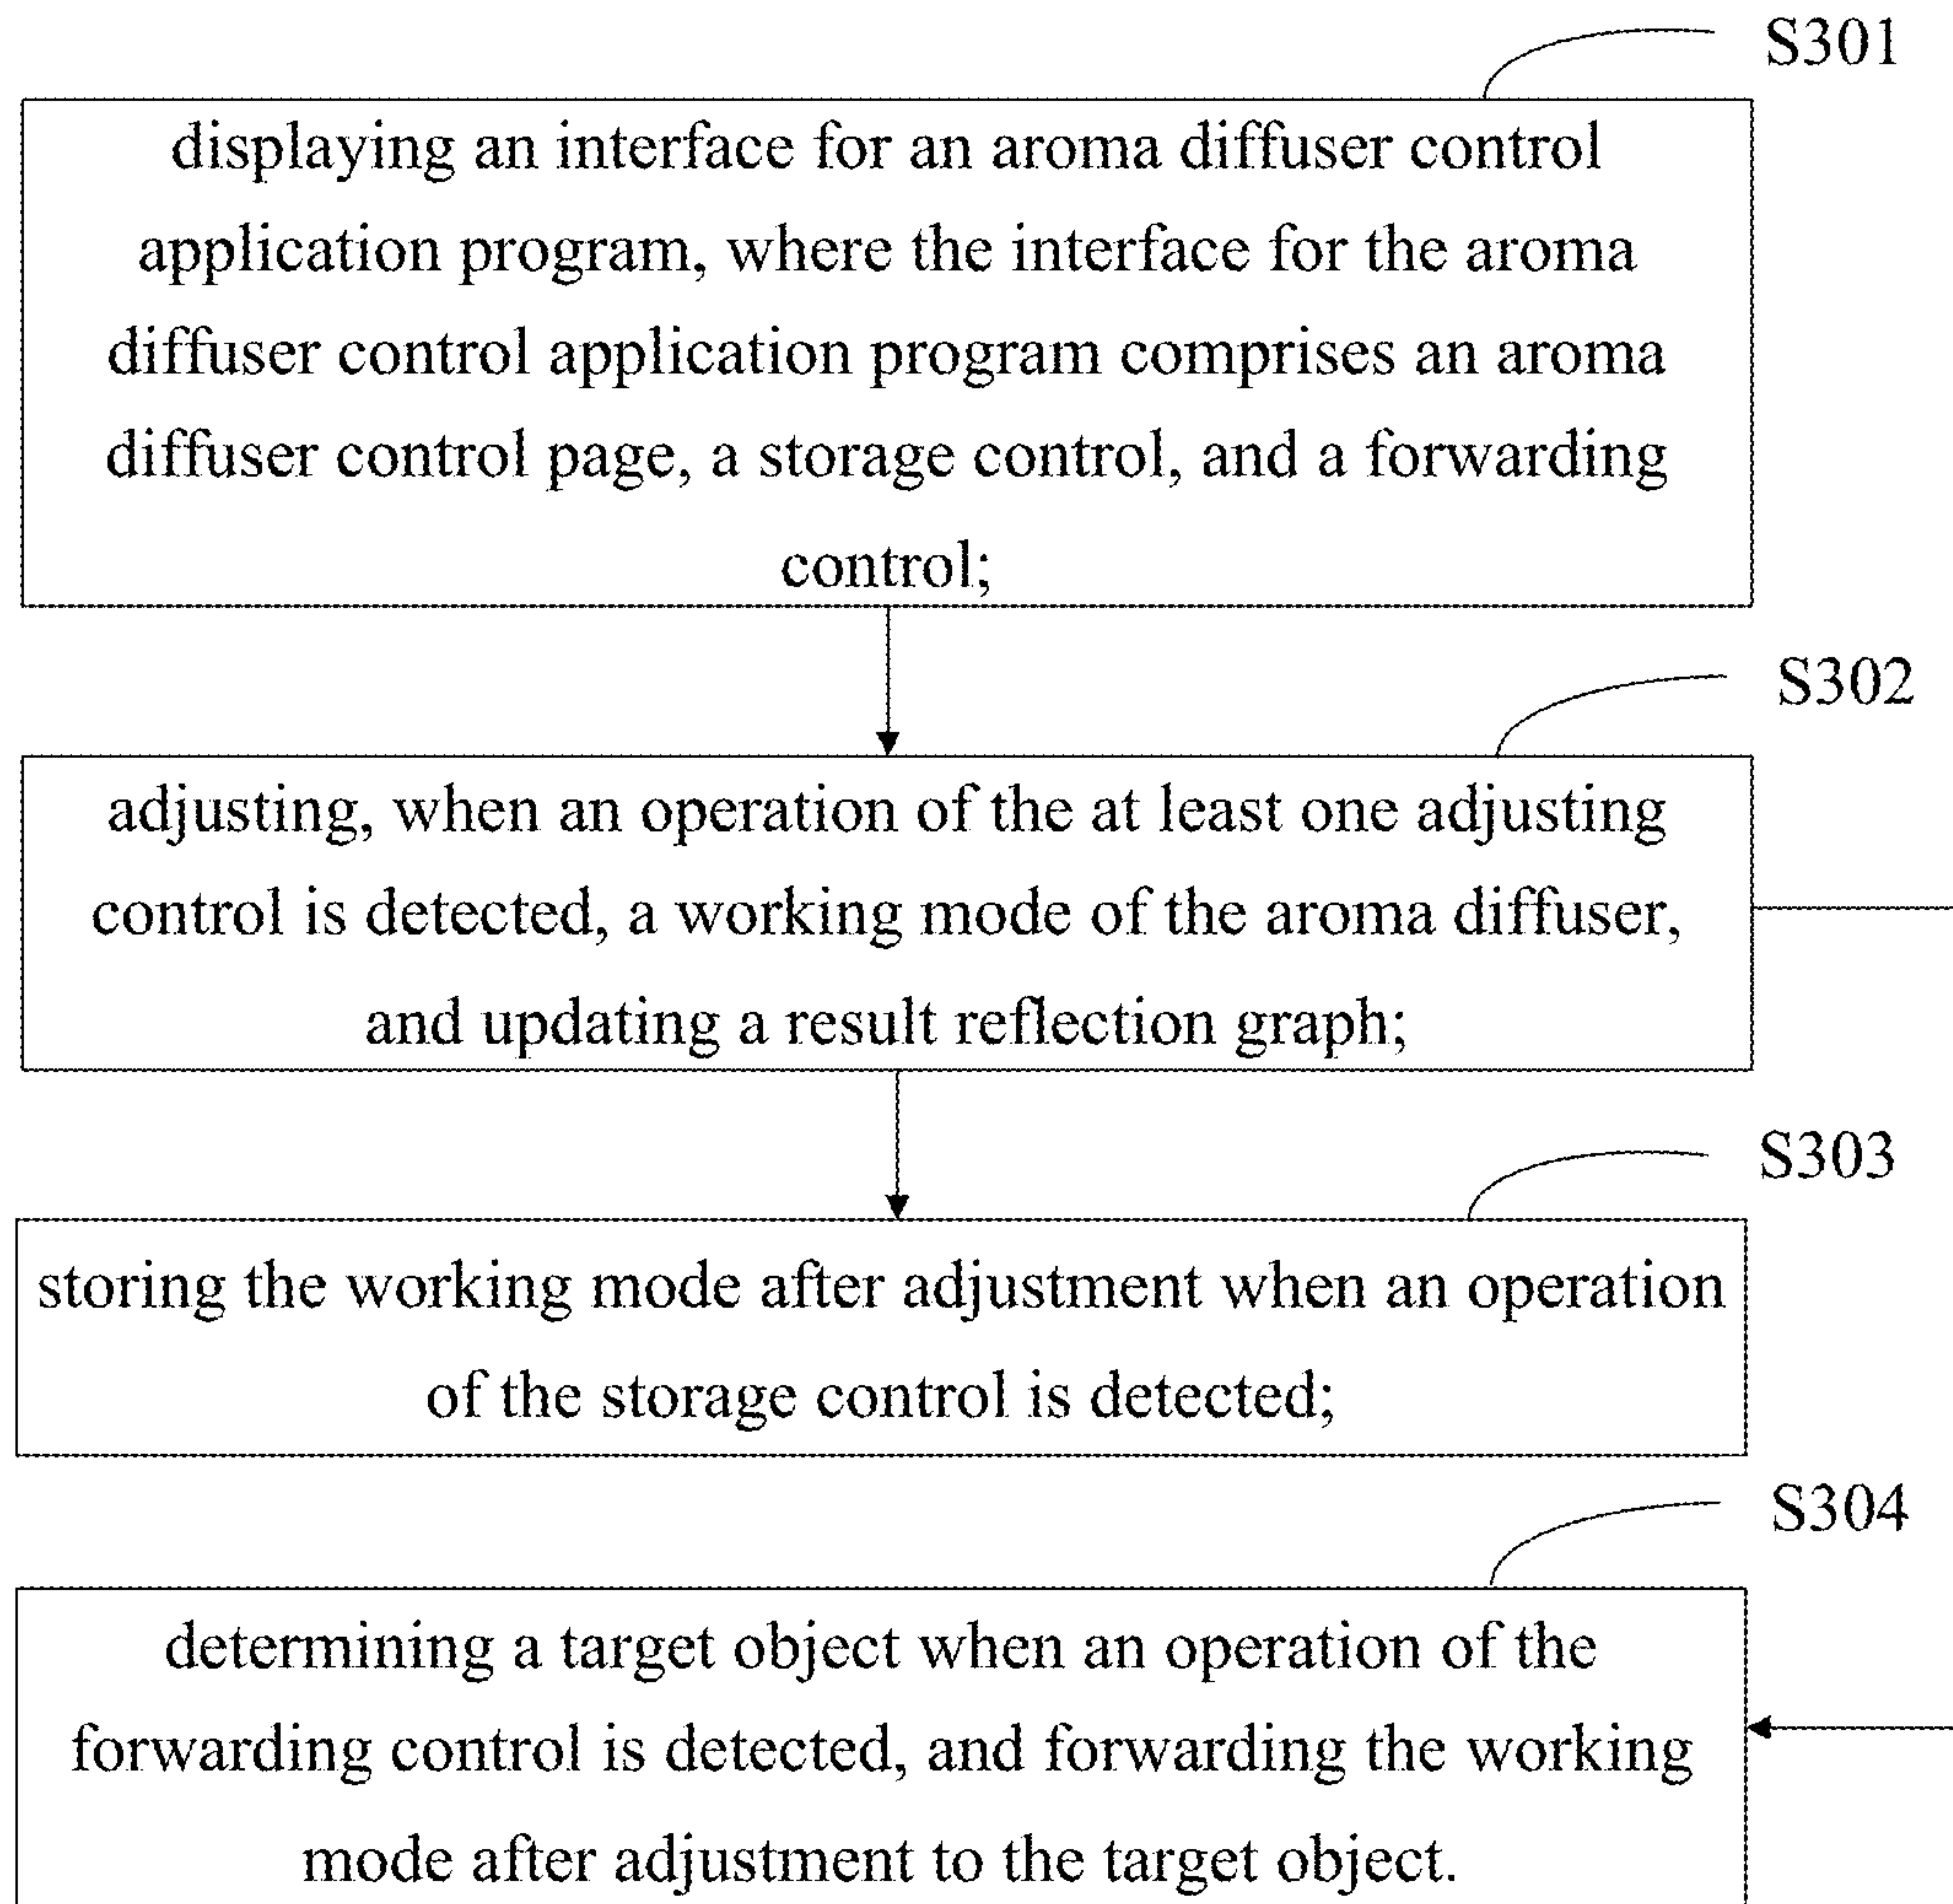 S301
displaying an interface for an aroma diffuser control
application program, where the interface for the aroma
diffuser control application program comprises an aroma
diffuser control page, a storage control, and a forwarding
control;
S302
adjusting, when an operation of the at least one adjusting
control is detected, a working mode of the aroma diffuser,
and updating a result reflection graph;
S303
storing the working mode after adjustment when an operation
of the storage control is detected;
S304
determining a target object when an operation of the
forwarding control is detected, and forwarding the working
mode after adjustment to the target object.